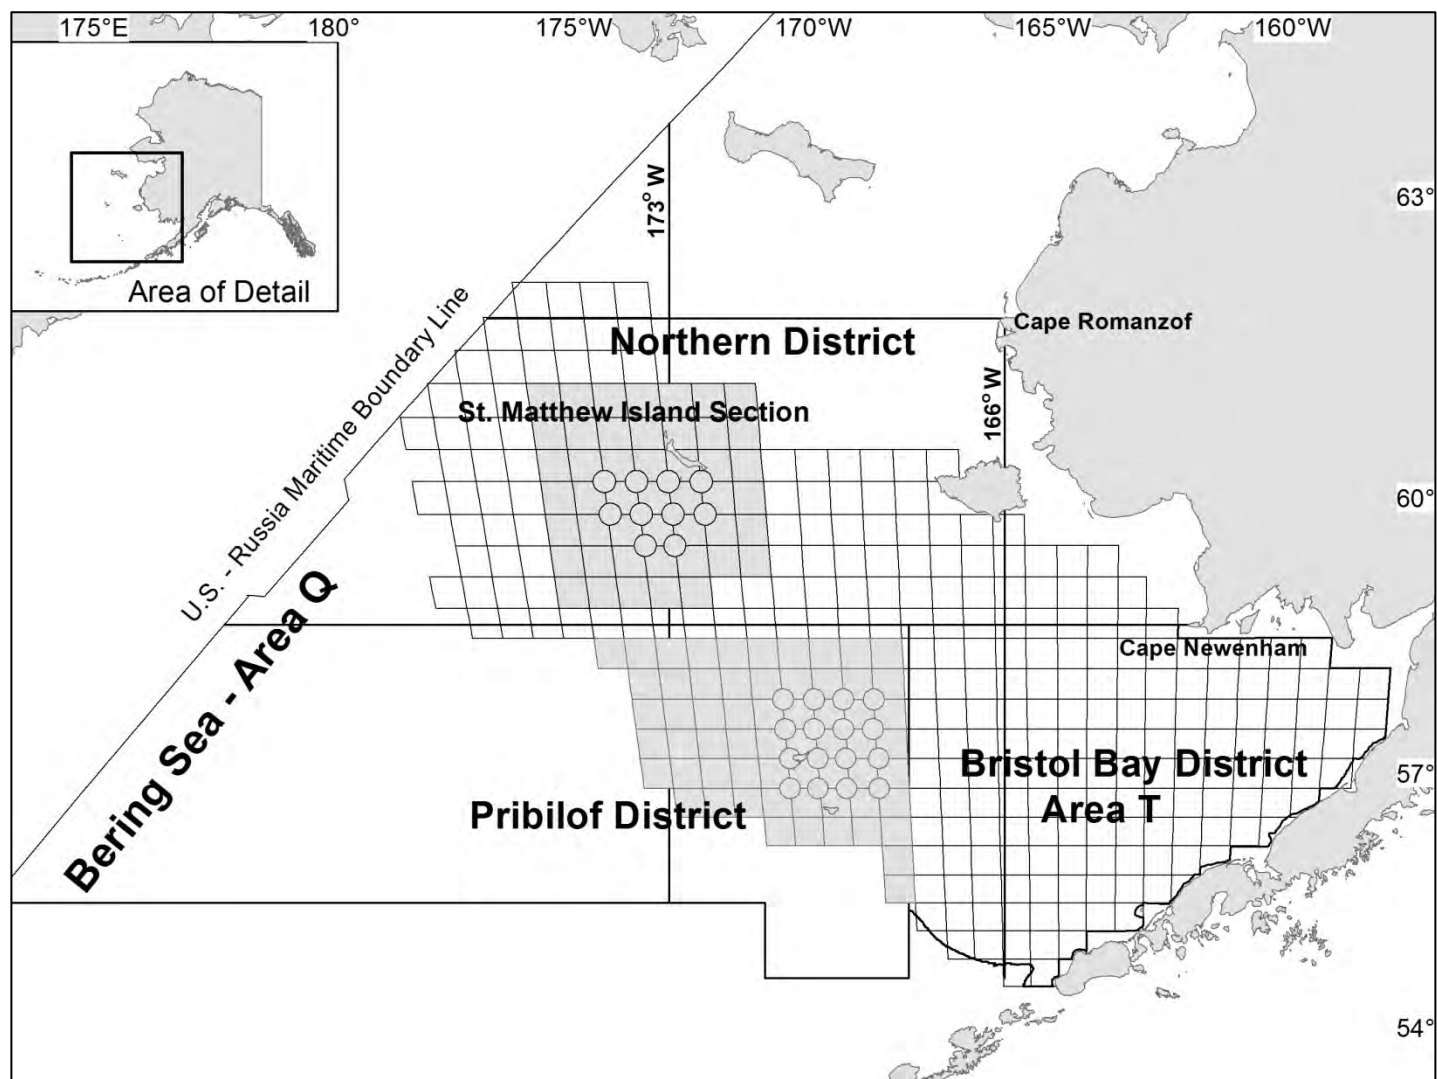 175°E 180° 175°W 170°W 165°W 160°W
Area of Detail
173° W
63°
U.S. - Russia Maritime Boundary Line
Cape Romanzof
Northern District
166° W
St. Matthew Island Section
60°
Bering Sea - Area Q
Cape Newenham
Bristol Bay District
Area T
57°
Pribilof District
54°